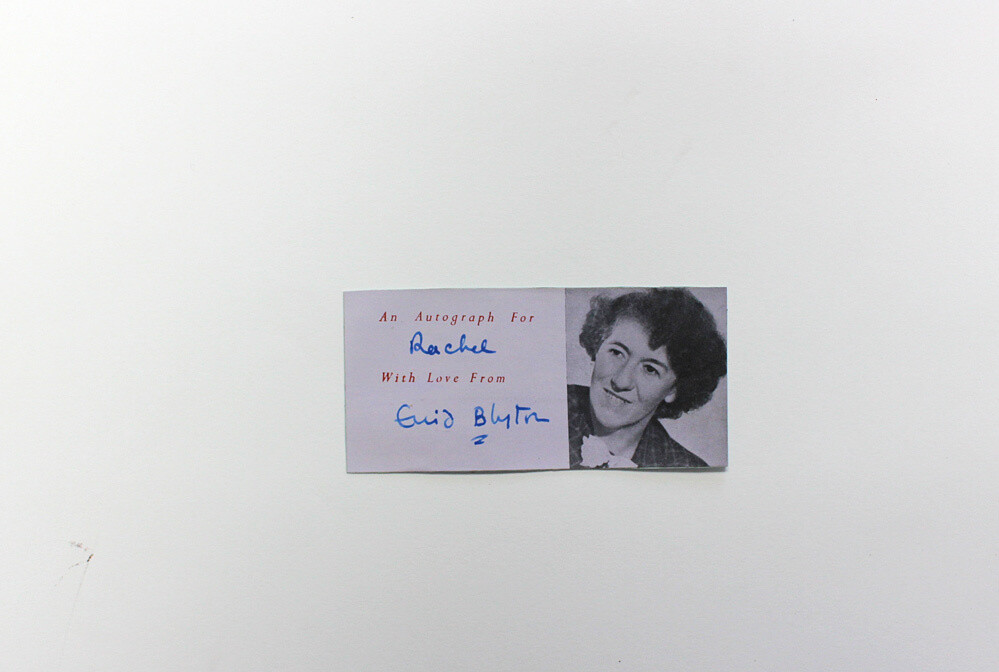 An Autograph For
Rachel
With Love From
Enid Blyton